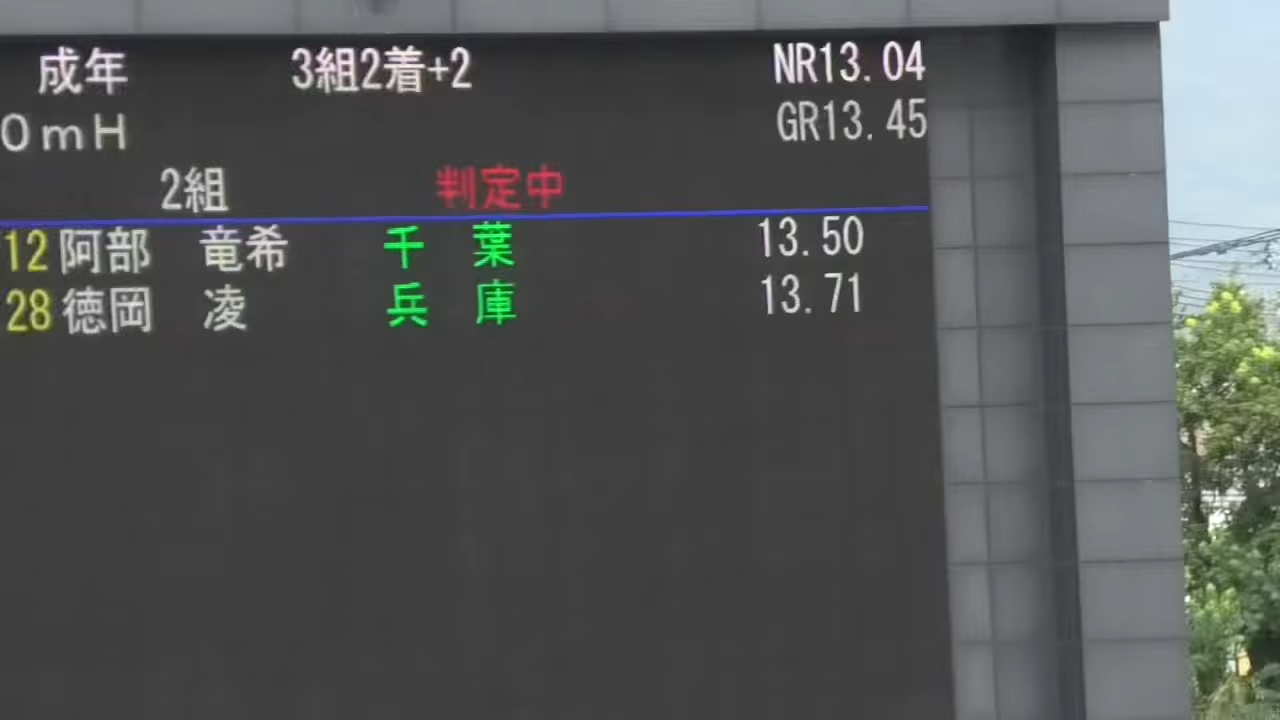 成年 3組2着+2 NR13.04
0mH GR13.45
2組 判定中
12 阿部 竜希 千葉 13.50
28 徳岡 凌 兵庫 13.71